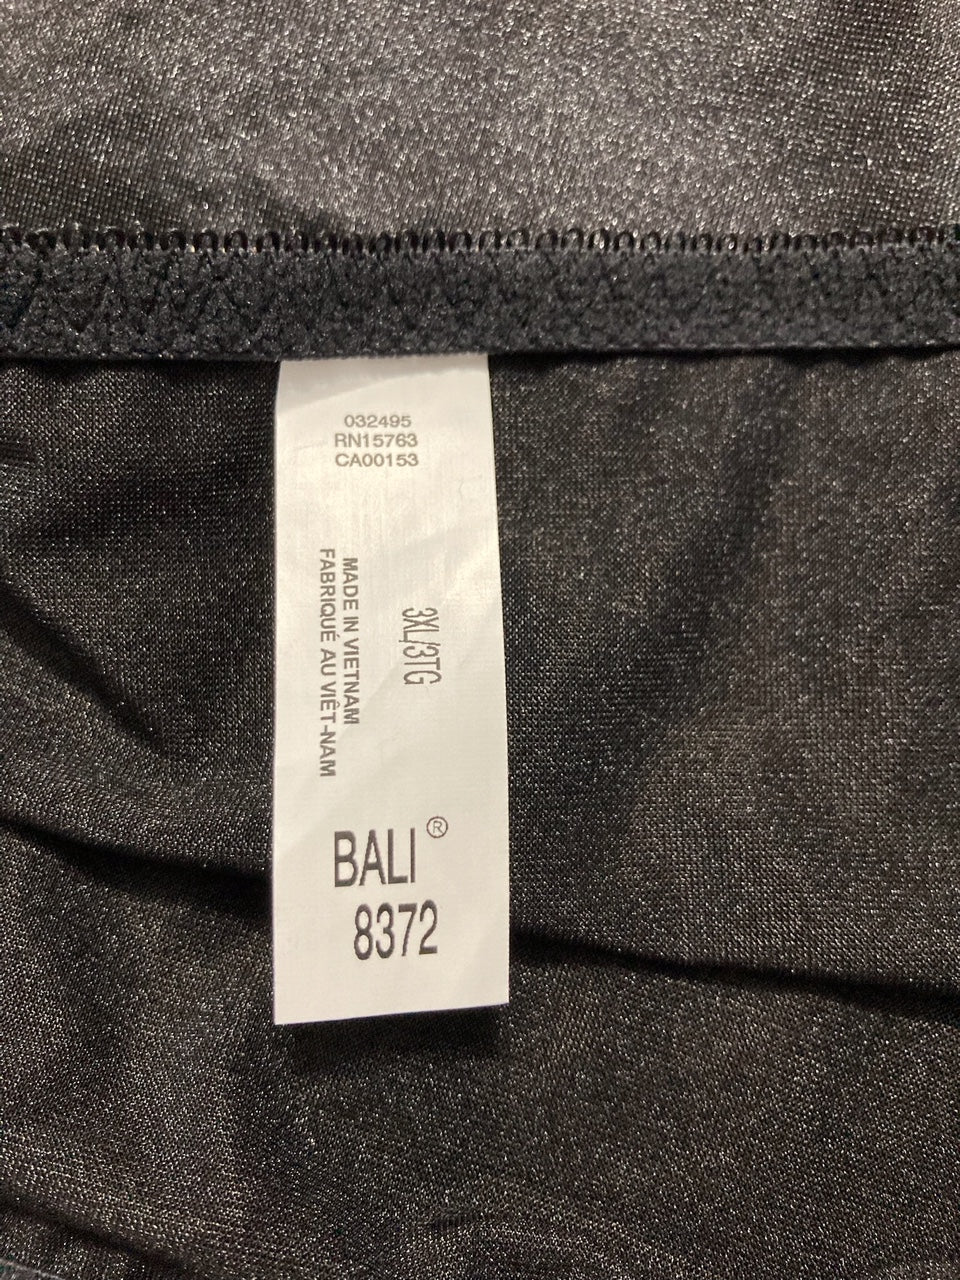 032495
RN15763
CA00153
3XL/3TG
MADE IN VIETNAM
FABRIQUÉ AU VIÊT-NAM
BALI®
8372